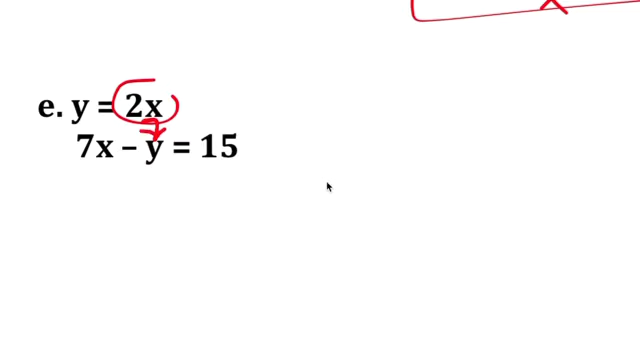 e. y = 2x
7x – y = 15